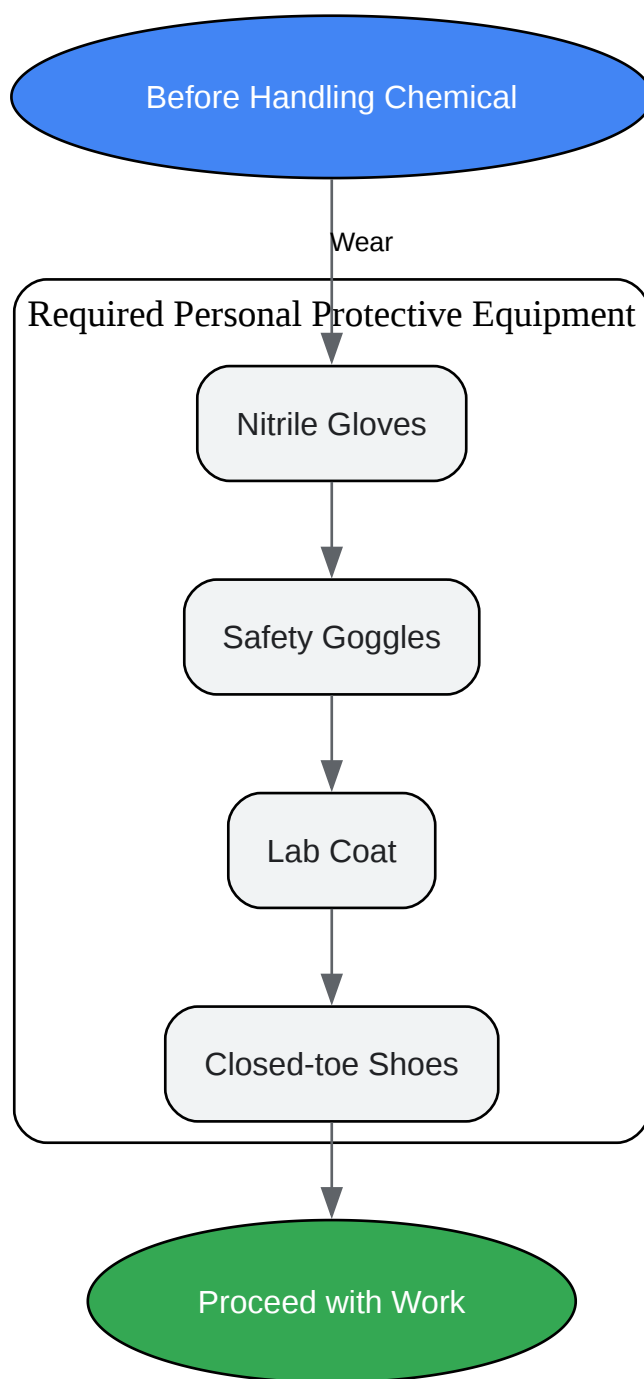 Before Handling Chemical
Wear
Required Personal Protective Equipment
Nitrile Gloves
Safety Goggles
Lab Coat
Closed-toe Shoes
Proceed with Work